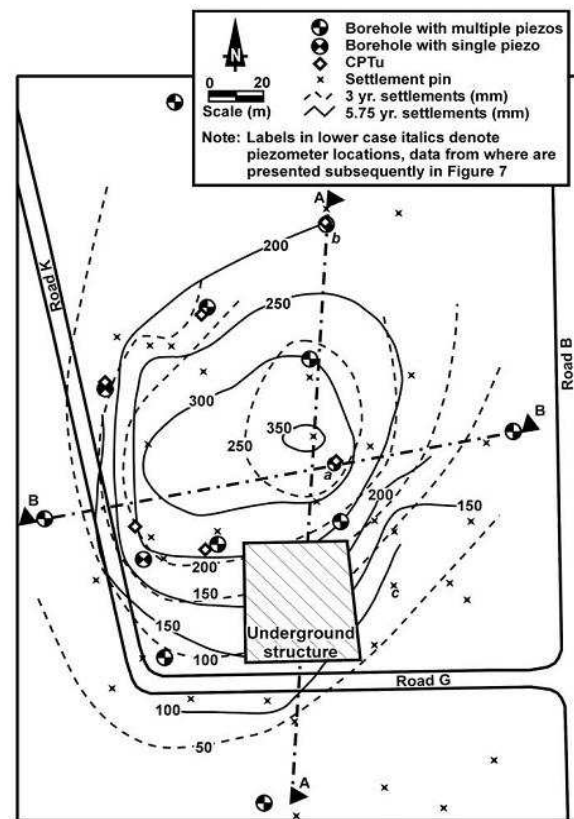 Borehole with multiple piezos
Borehole with single piezo
CPTu
Settlement pin
3 yr. settlements (mm)
5.75 yr. settlements (mm)
N
0 20
Scale (m)
Note: Labels in lower case italics denote
piezometer locations, data from where are
presented subsequently in Figure 7
A
b
200
Road K
250
Road B
300
350
250
B
a
200
150
B
200
150
c
150
100
Underground
structure
Road G
100
50
A